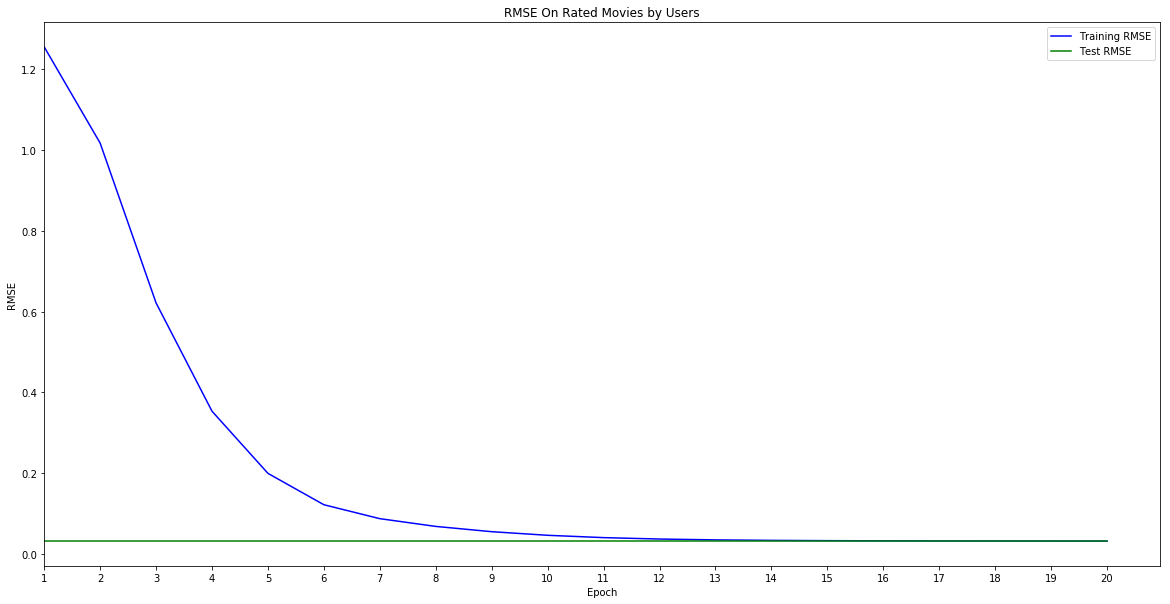 RMSE On Rated Movies by Users
Training RMSE
Test RMSE
1.2
1.0
0.8
0.6
0.4
0.2
0.0
RMSE
1 2 3 4 5 6 7 8 9 10 11 12 13 14 15 16 17 18 19 20
Epoch